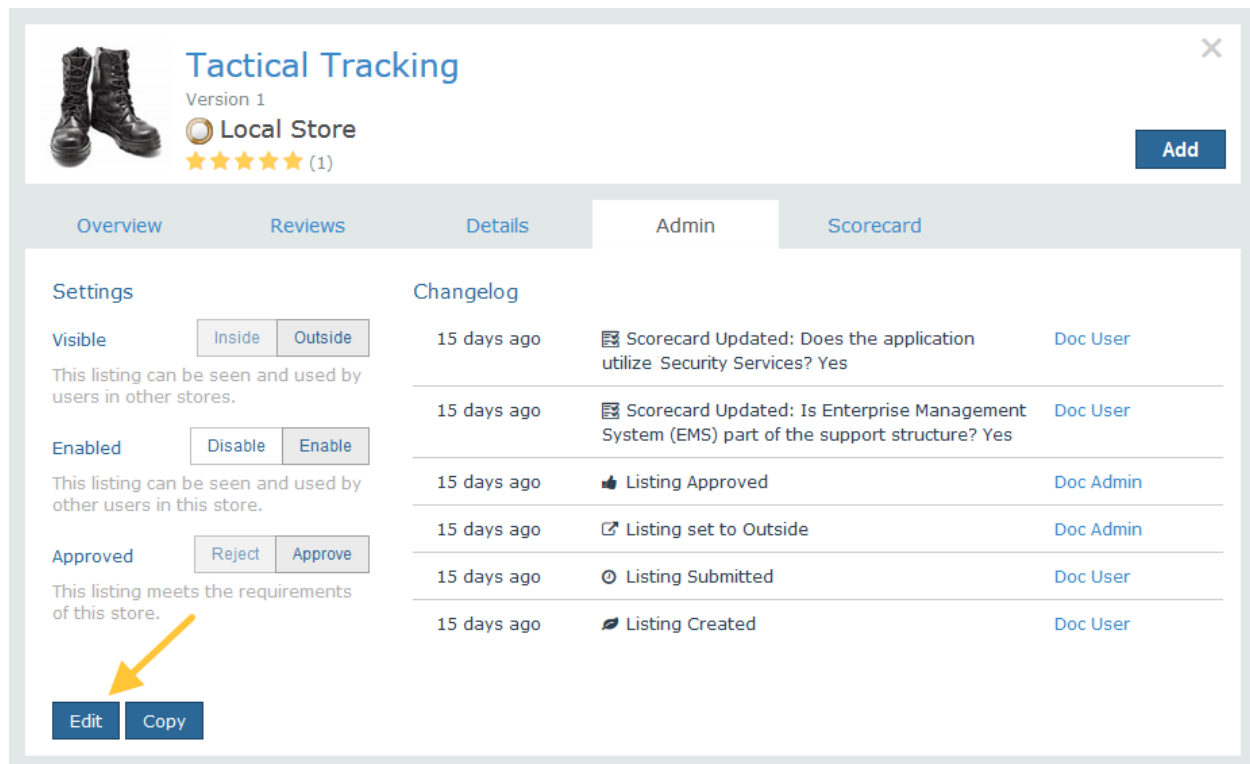 Tactical Tracking
Version 1
Local Store
(1)
Add
Overview Reviews Details Admin Scorecard
Settings
Visible Inside Outside
This listing can be seen and used by
users in other stores.
Enabled Disable Enable
This listing can be seen and used by
other users in this store.
Approved Reject Approve
This listing meets the requirements
of this store.
Edit Copy
Changelog
15 days ago Scorecard Updated: Does the application Doc User
utilize Security Services? Yes
15 days ago Scorecard Updated: Is Enterprise Management Doc User
System (EMS) part of the support structure? Yes
15 days ago Listing Approved Doc Admin
15 days ago Listing set to Outside Doc Admin
15 days ago Listing Submitted Doc User
15 days ago Listing Created Doc User